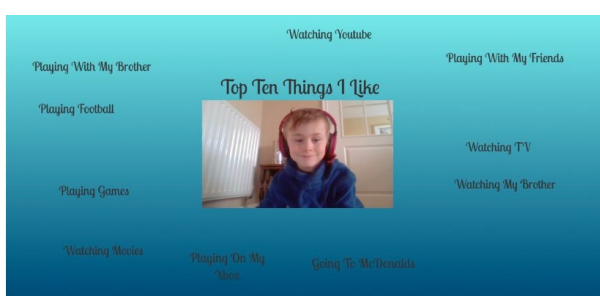 Watching Youtube
Playing With My Brother
Playing With My Friends
Top Ten Things I Like
Playing Football
Watching TV
Playing Games
Watching My Brother
Watching Movies
Playing On My
Xbox
Going To McDonalds